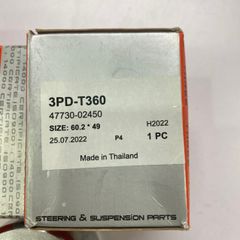 3PD-T360
47730-02450
SIZE: 60.2 * 49
H2022
25.07.2022 P4 1 PC
Made in Thailand
STEERING & SUSPENSION PARTS